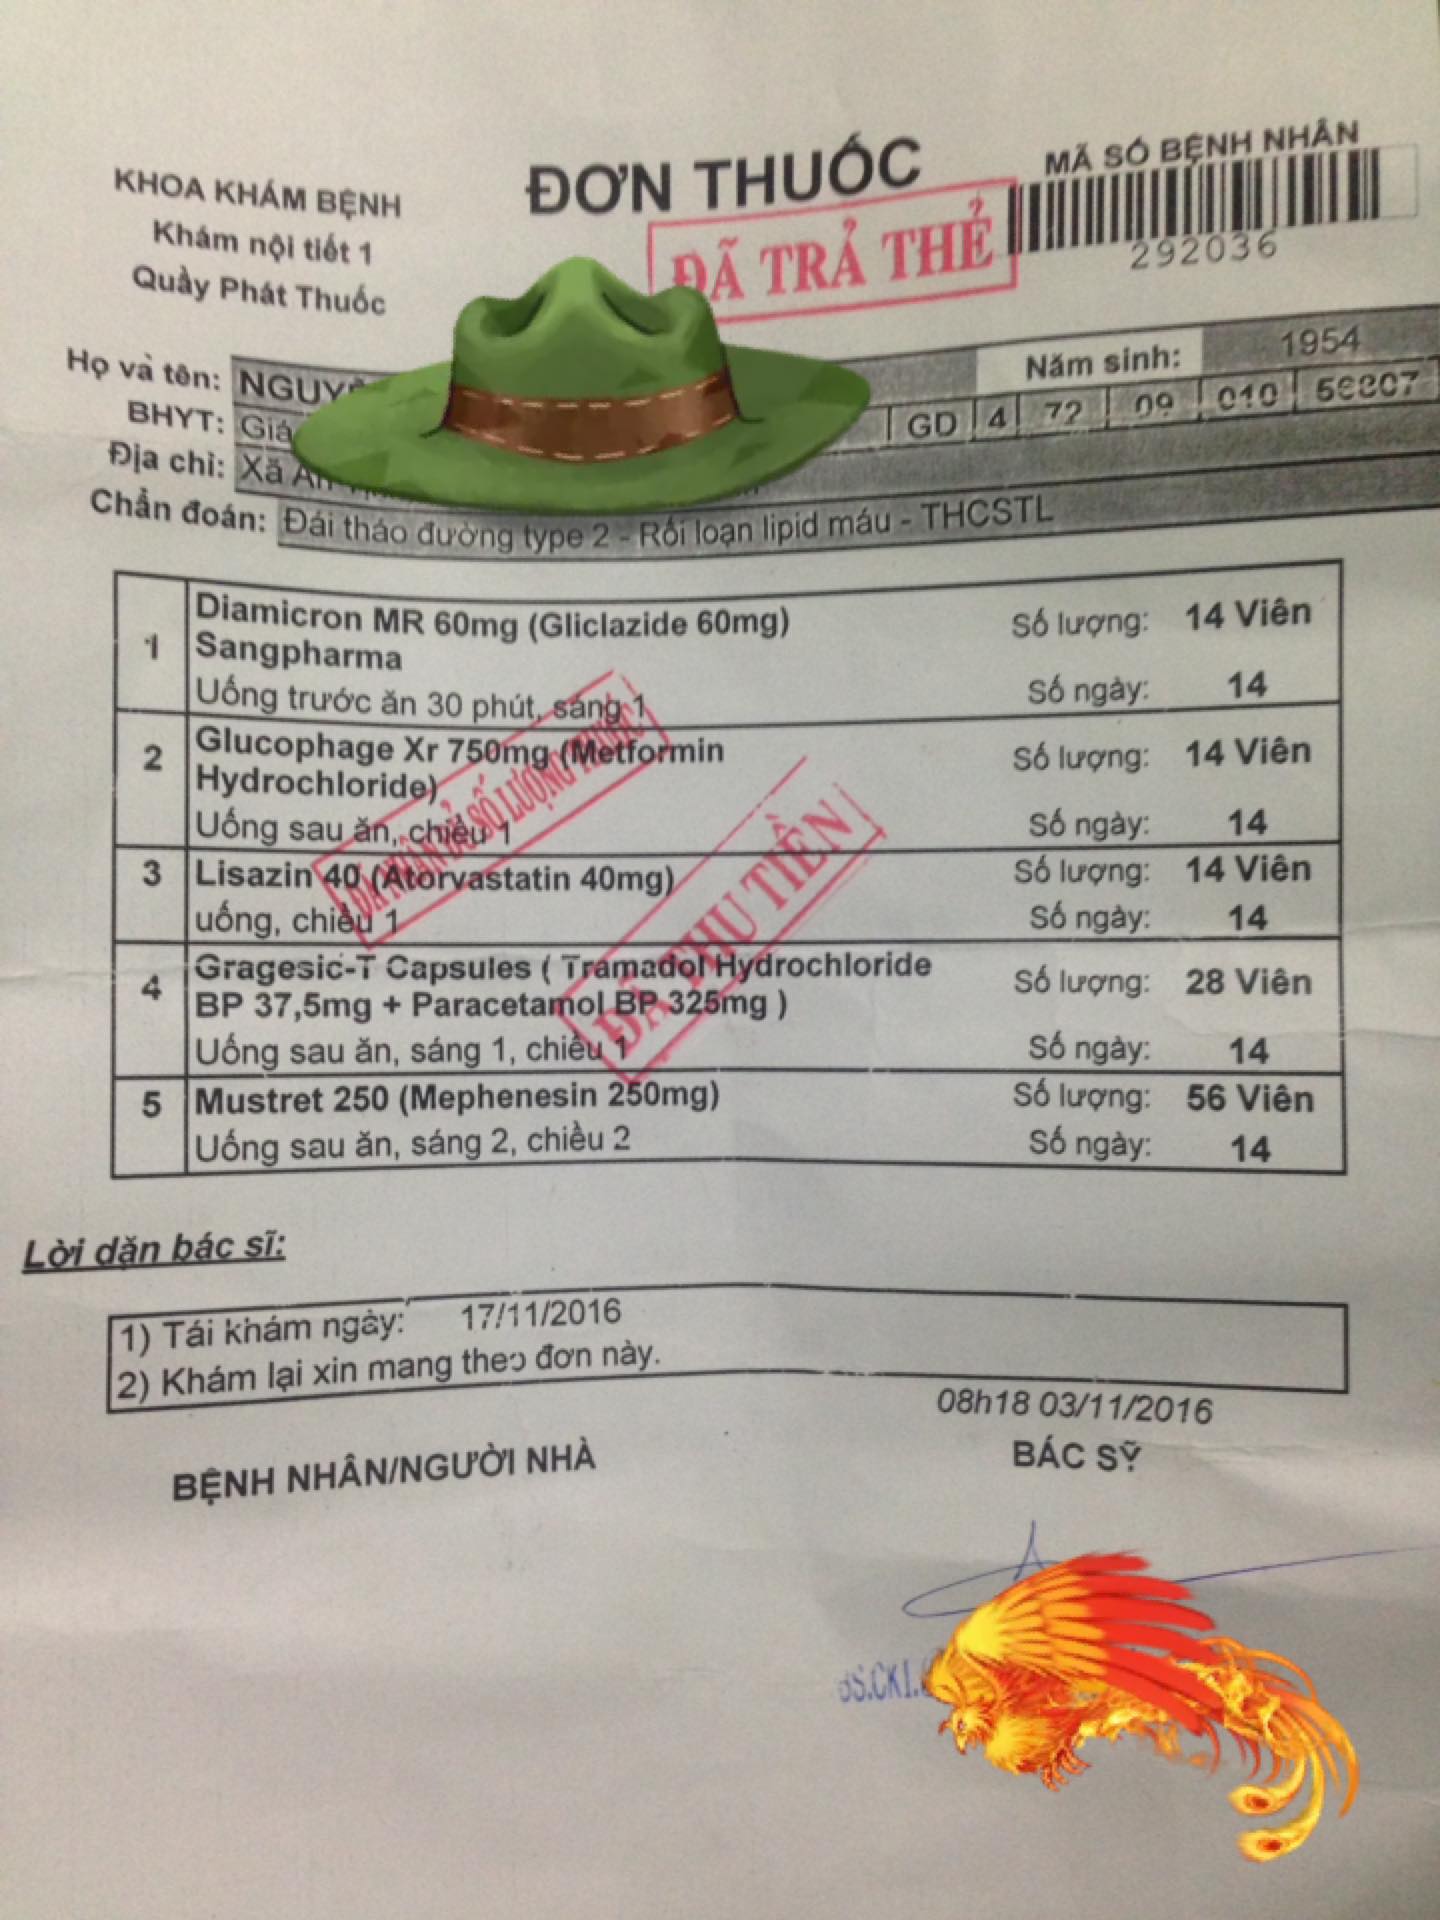 KHOA KHÁM BỆNH
Khám nội tiết 1
Quầy Phát Thuốc
ĐƠN THUỐC
ĐÃ TRẢ THẺ
MÃ SỐ BỆNH NHÂN
292036
Họ và tên: Năm sinh: 1954
BHYT: GD 4 72 09 010
Địa chỉ: Xã
Chẩn đoán: Đái tháo đường type 2 - Rối loạn lipid máu - THCSTL
1 Diamicron MR 60mg (Gliclazide 60mg) Số lượng: 14 Viên
Sangpharma
Uống trước ăn 30 phút, sáng 1 Số ngày: 14
2 Glucophage Xr 750mg (Metformin Số lượng: 14 Viên
Hydrochloride)
Uống sau ăn, chiều 1 Số ngày: 14
3 Lisazin 40 (Atorvastatin 40mg) Số lượng: 14 Viên
uống, chiều 1 Số ngày: 14
4 Gragesic-T Capsules ( Tramadol Hydrochloride Số lượng: 28 Viên
BP 37,5mg + Paracetamol BP 325mg )
Uống sau ăn, sáng 1, chiều 1 Số ngày: 14
5 Mustret 250 (Mephenesin 250mg) Số lượng: 56 Viên
Uống sau ăn, sáng 2, chiều 2 Số ngày: 14
ĐÃ NHẬN ĐỦ SỐ LƯỢNG THUỐC
ĐÃ THU TIỀN
Lời dặn bác sĩ:
1) Tái khám ngày: 17/11/2016
2) Khám lại xin mang theo đơn này.
08h18 03/11/2016
BỆNH NHÂN/NGƯỜI NHÀ BÁC SỸ
BS.CKI.